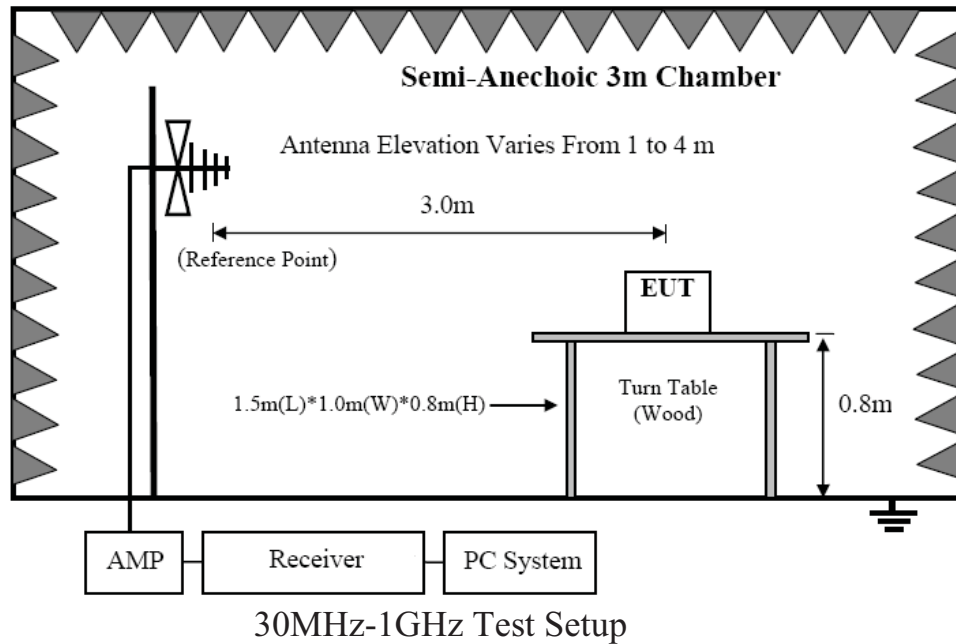 Semi-Anechoic 3m Chamber
Antenna Elevation Varies From 1 to 4 m
3.0m
(Reference Point)
EUT
1.5m(L)*1.0m(W)*0.8m(H)
Turn Table
(Wood)
0.8m
AMP
Receiver
PC System
30MHz-1GHz Test Setup